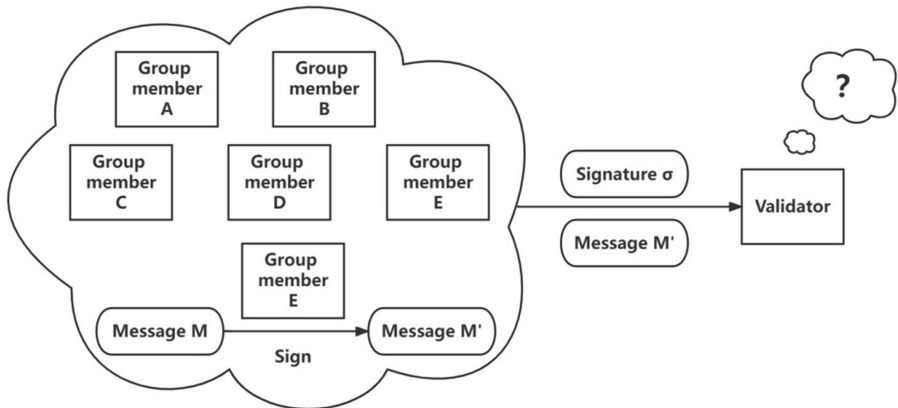 Group
member
A
Group
member
B
?
Group
member
C
Group
member
D
Group
member
E
Signature σ
Validator
Message M'
Group
member
E
Message M
Message M'
Sign